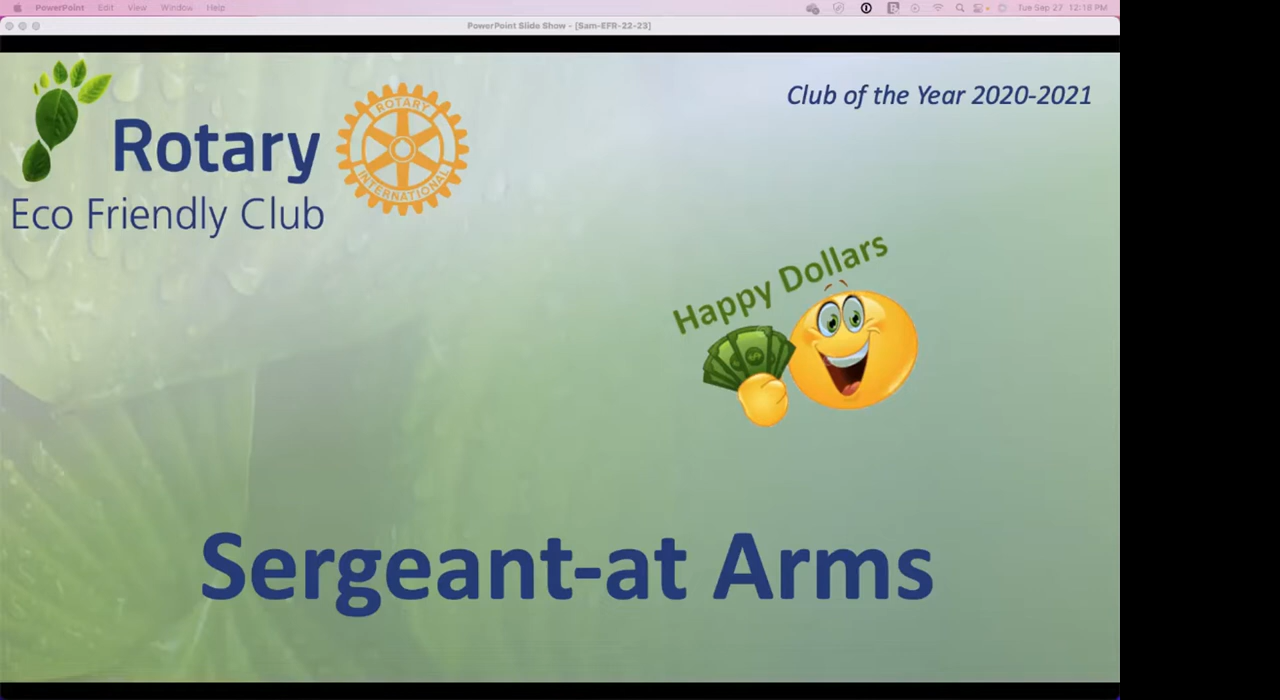 PowerPoint Edit View Window Help Tue Sep 27 12:18 PM
PowerPoint Slide Show - [Sam-EFR-22-23]
Club of the Year 2020-2021
Rotary
ROTARY
INTERNATIONAL
Eco Friendly Club
Happy Dollars
Sergeant-at Arms